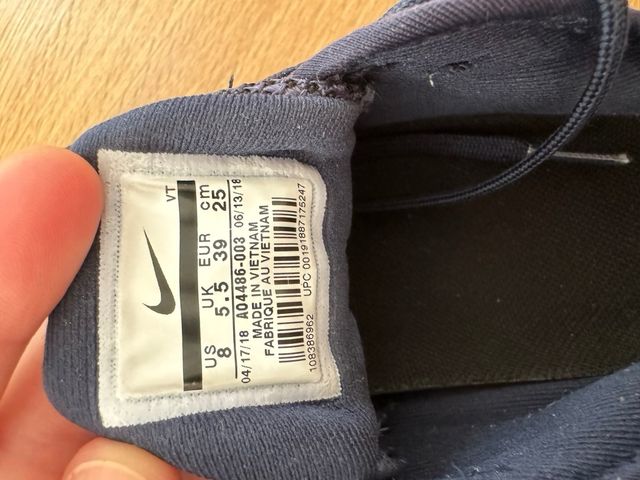 VT
US UK EUR cm
8 5.5 39 25
04/17/18 AO4486-003 06/13/18
MADE IN VIETNAM
FABRIQUE AU VIETNAM
108386962 UPC 00191887175247